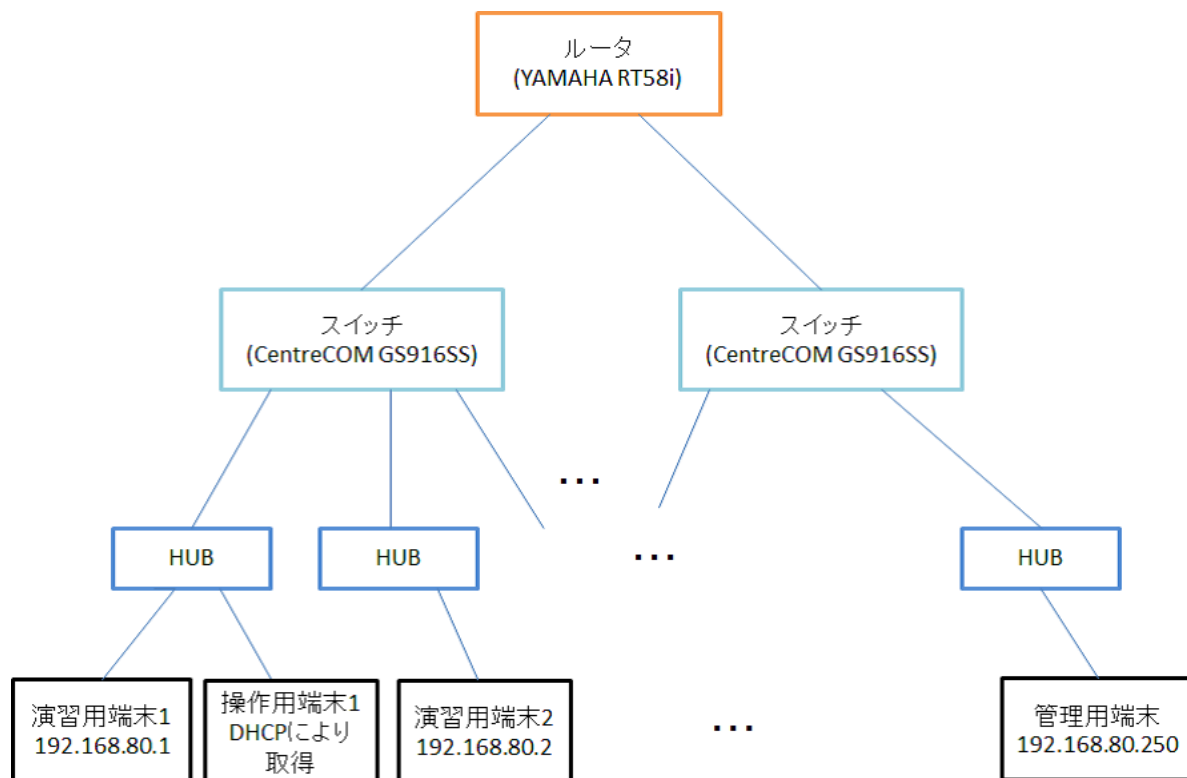 ルータ
(YAMAHA RT58i)
スイッチ
(CentreCOM GS916SS)
スイッチ
(CentreCOM GS916SS)
...
...
HUB
HUB
HUB
演習用端末1
192.168.80.1
操作用端末1
DHCPにより
取得
演習用端末2
192.168.80.2
...
管理用端末
192.168.80.250